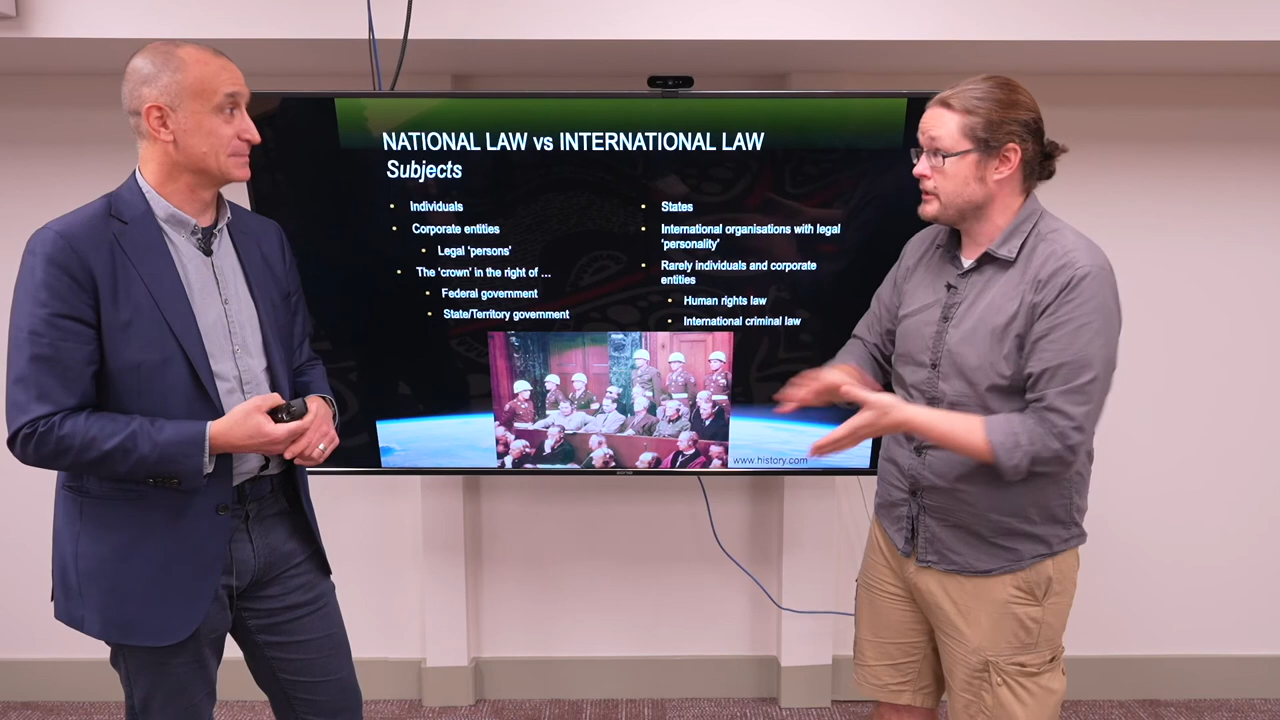 NATIONAL LAW vs INTERNATIONAL LAW
Subjects
• Individuals
• Corporate entities
• Legal 'persons'
• The 'crown' in the right of ...
• Federal government
• State/Territory government
• States
• International organisations with legal
'personality'
• Rarely individuals and corporate
entities
• Human rights law
• International criminal law
www.history.com